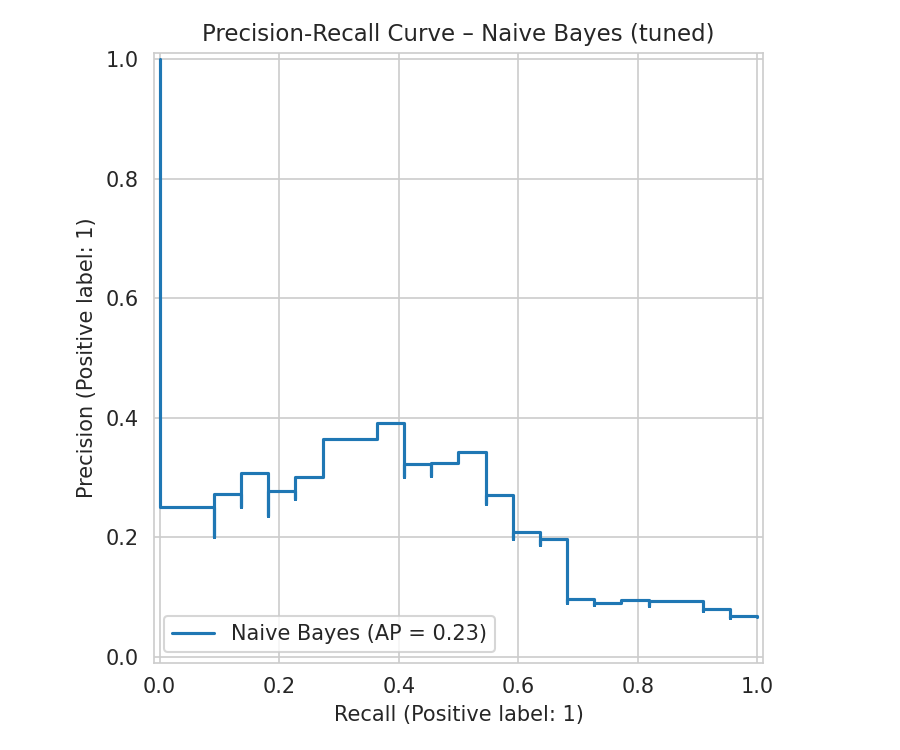 Precision-Recall Curve – Naive Bayes (tuned)
1.0
0.8
0.6
0.4
0.2
0.0
Precision (Positive label: 1)
Naive Bayes (AP = 0.23)
0.0 0.2 0.4 0.6 0.8 1.0
Recall (Positive label: 1)